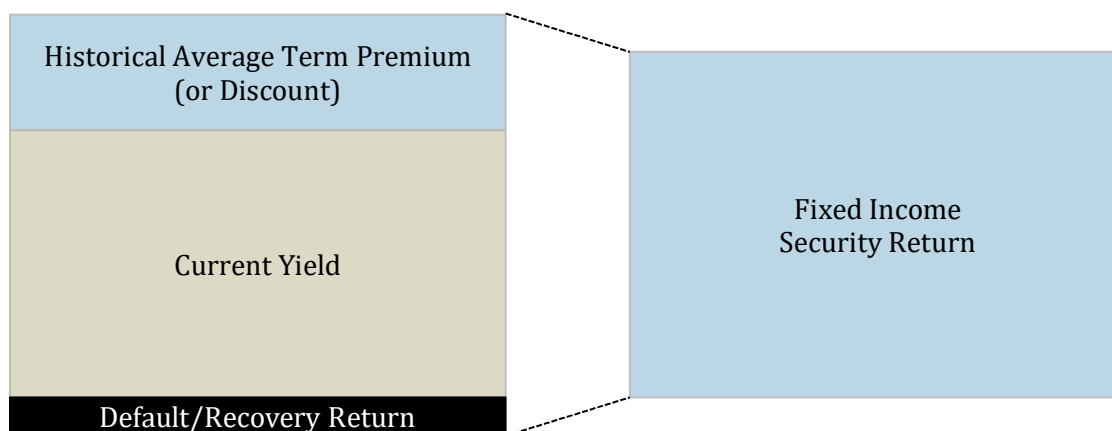 Historical Average Term Premium
(or Discount)
Current Yield
Default/Recovery Return
Fixed Income
Security Return